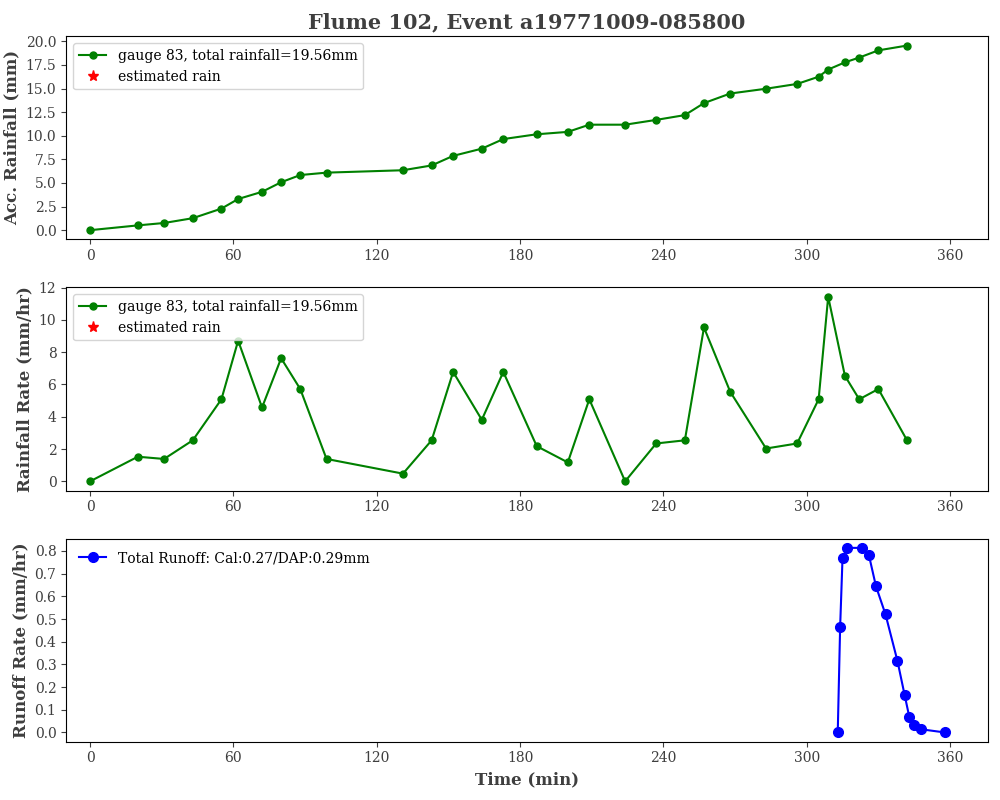 Flume 102, Event a19771009-085800
Acc. Rainfall (mm)
20.0
17.5
15.0
12.5
10.0
7.5
5.0
2.5
0.0
gauge 83, total rainfall=19.56mm
estimated rain
0 60 120 180 240 300 360
Rainfall Rate (mm/hr)
12
10
8
6
4
2
0
gauge 83, total rainfall=19.56mm
estimated rain
0 60 120 180 240 300 360
Runoff Rate (mm/hr)
0.8
0.7
0.6
0.5
0.4
0.3
0.2
0.1
0.0
Total Runoff: Cal:0.27/DAP:0.29mm
0 60 120 180 240 300 360
Time (min)